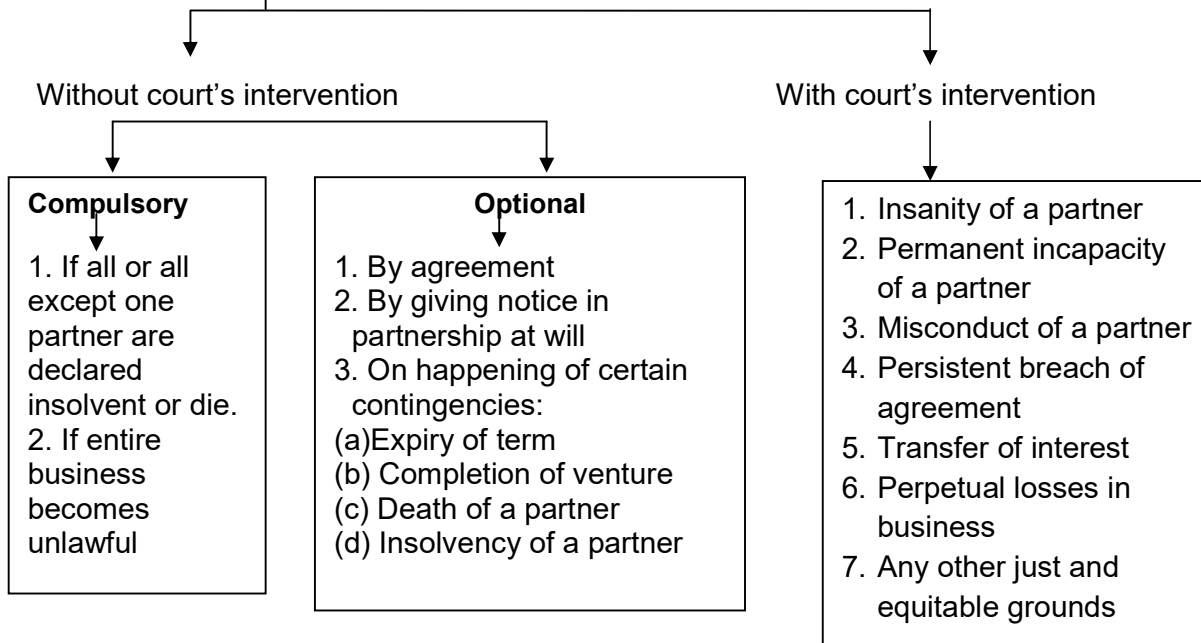 Without court’s intervention
With court’s intervention
Compulsory
1. If all or all
except one
partner are
declared
insolvent or die.
2. If entire
business
becomes
unlawful
Optional
1. By agreement
2. By giving notice in
partnership at will
3. On happening of certain
contingencies:
(a)Expiry of term
(b) Completion of venture
(c) Death of a partner
(d) Insolvency of a partner
1. Insanity of a partner
2. Permanent incapacity
of a partner
3. Misconduct of a partner
4. Persistent breach of
agreement
5. Transfer of interest
6. Perpetual losses in
business
7. Any other just and
equitable grounds